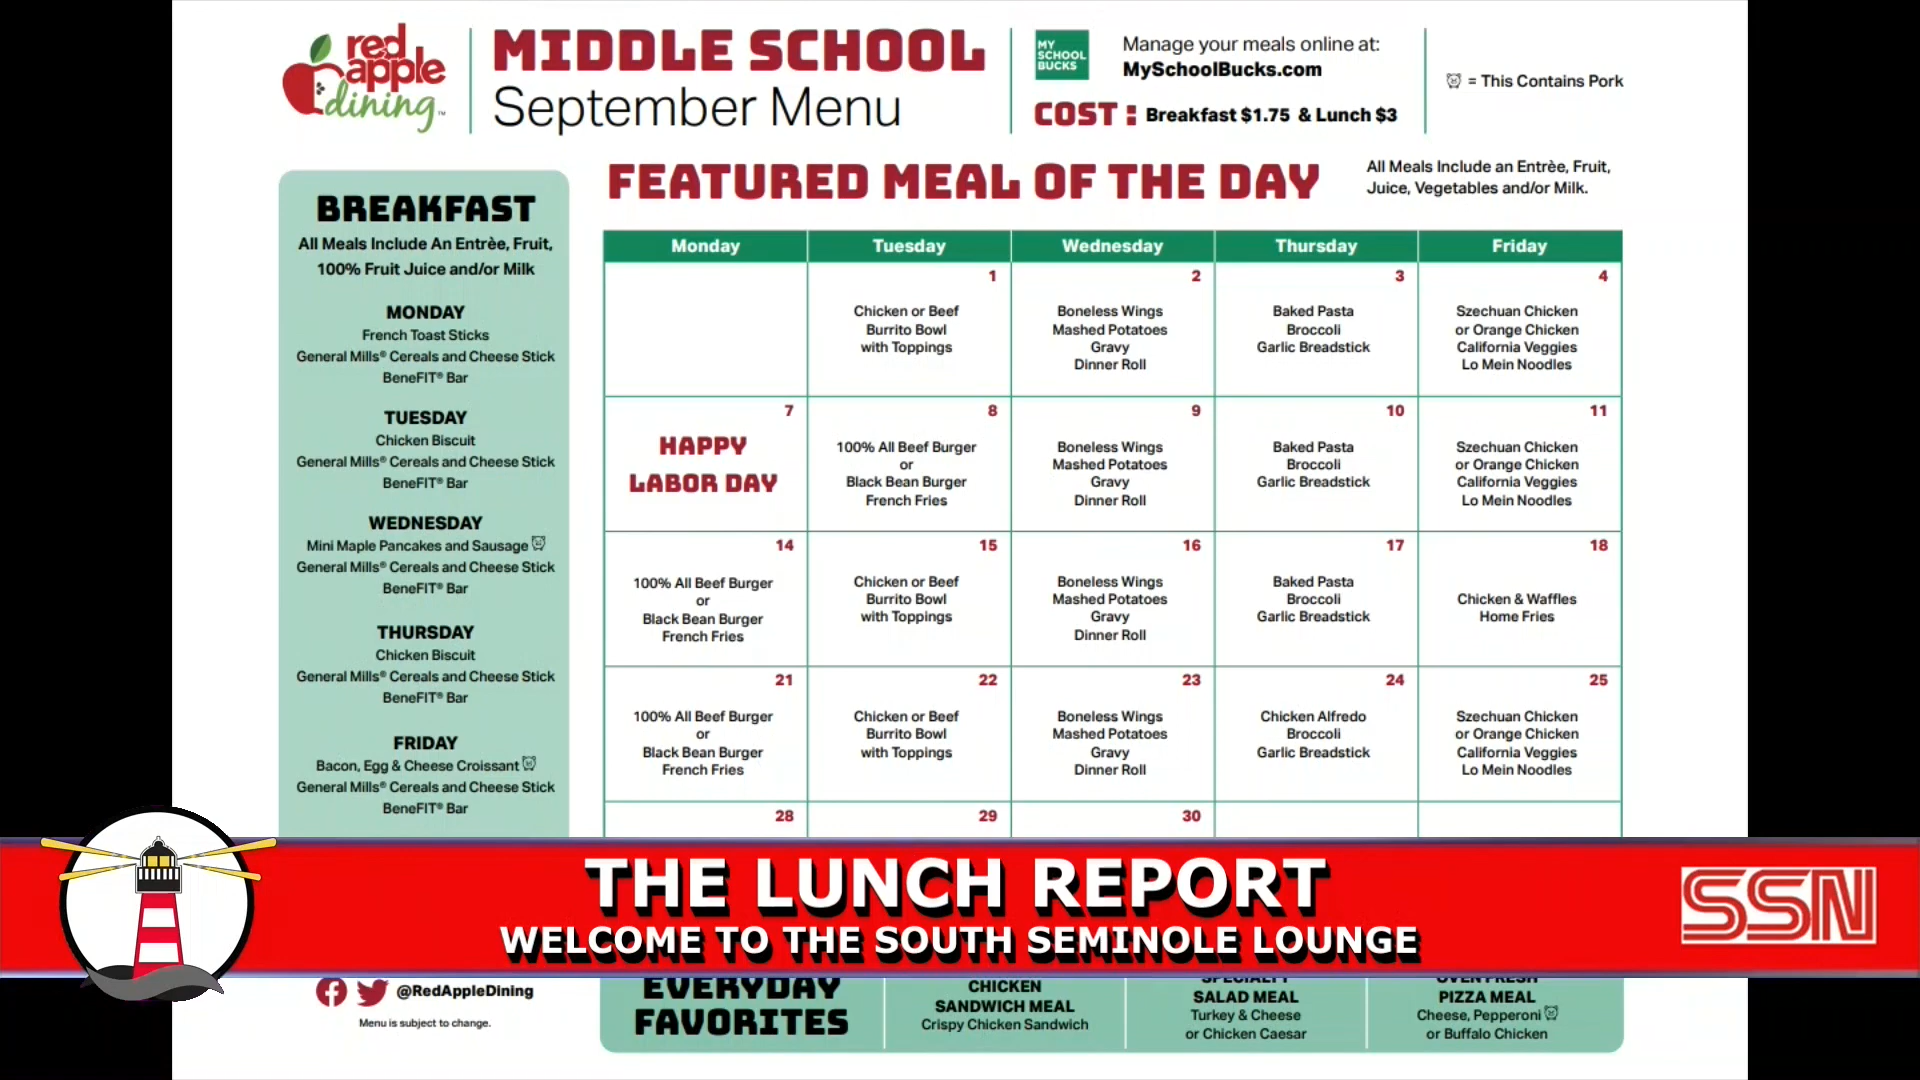 red
apple
dining™
MIDDLE SCHOOL
September Menu
MY
SCHOOL
BUCKS
Manage your meals online at:
MySchoolBucks.com
COST : Breakfast $1.75 & Lunch $3
= This Contains Pork
FEATURED MEAL OF THE DAY
All Meals Include an Entrèe, Fruit,
Juice, Vegetables and/or Milk.
BREAKFAST
All Meals Include An Entrèe, Fruit,
100% Fruit Juice and/or Milk
MONDAY
French Toast Sticks
General Mills® Cereals and Cheese Stick
BeneFIT® Bar
TUESDAY
Chicken Biscuit
General Mills® Cereals and Cheese Stick
BeneFIT® Bar
WEDNESDAY
Mini Maple Pancakes and Sausage
General Mills® Cereals and Cheese Stick
BeneFIT® Bar
THURSDAY
Chicken Biscuit
General Mills® Cereals and Cheese Stick
BeneFIT® Bar
FRIDAY
Bacon, Egg & Cheese Croissant
General Mills® Cereals and Cheese Stick
BeneFIT® Bar
Monday Tuesday Wednesday Thursday Friday
1
Chicken or Beef
Burrito Bowl
with Toppings
2
Boneless Wings
Mashed Potatoes
Gravy
Dinner Roll
3
Baked Pasta
Broccoli
Garlic Breadstick
4
Szechuan Chicken
or Orange Chicken
California Veggies
Lo Mein Noodles
7
HAPPY
LABOR DAY
8
100% All Beef Burger
or
Black Bean Burger
French Fries
9
Boneless Wings
Mashed Potatoes
Gravy
Dinner Roll
10
Baked Pasta
Broccoli
Garlic Breadstick
11
Szechuan Chicken
or Orange Chicken
California Veggies
Lo Mein Noodles
14
100% All Beef Burger
or
Black Bean Burger
French Fries
15
Chicken or Beef
Burrito Bowl
with Toppings
16
Boneless Wings
Mashed Potatoes
Gravy
Dinner Roll
17
Baked Pasta
Broccoli
Garlic Breadstick
18
Chicken & Waffles
Home Fries
21
100% All Beef Burger
or
Black Bean Burger
French Fries
22
Chicken or Beef
Burrito Bowl
with Toppings
23
Boneless Wings
Mashed Potatoes
Gravy
Dinner Roll
24
Chicken Alfredo
Broccoli
Garlic Breadstick
25
Szechuan Chicken
or Orange Chicken
California Veggies
Lo Mein Noodles
28 29 30
THE LUNCH REPORT
WELCOME TO THE SOUTH SEMINOLE LOUNGE
SSN
@RedAppleDining
Menu is subject to change.
EVERYDAY
FAVORITES
CHICKEN
SANDWICH MEAL
Crispy Chicken Sandwich
SPECIALTY
SALAD MEAL
Turkey & Cheese
or Chicken Caesar
OVEN FRESH
PIZZA MEAL
Cheese, Pepperoni
or Buffalo Chicken